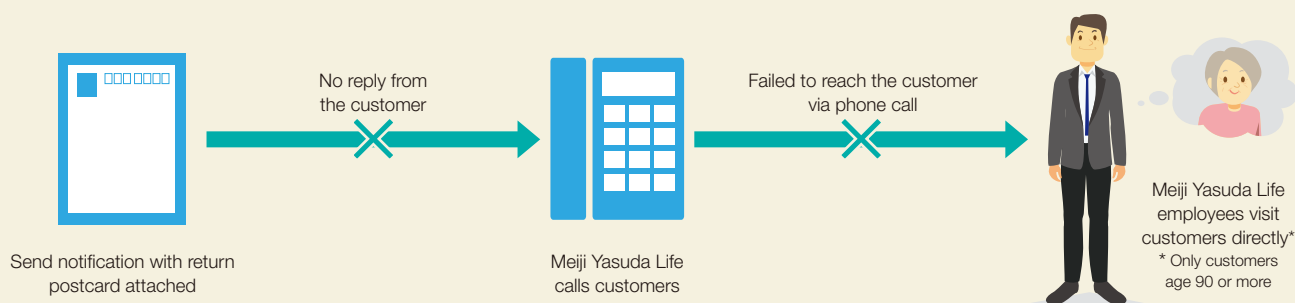 No reply from
the customer
Failed to reach the customer
via phone call
Send notification with return
postcard attached
Meiji Yasuda Life
calls customers
Meiji Yasuda Life
employees visit
customers directly*
* Only customers
age 90 or more